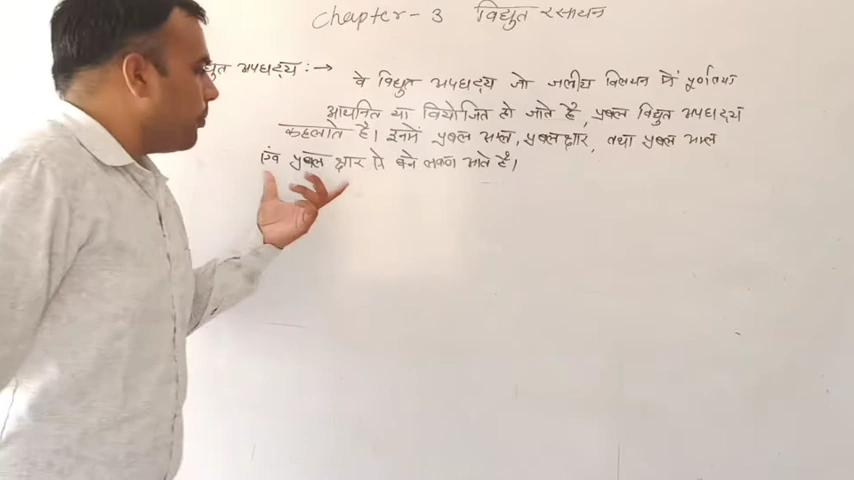 Chapter - 3 विद्युत रसायन
द्युत अपघट्य :- →
वे विद्युत अपघट्य जो जलीय विलयन में पूर्णतया
आयनित या वियोजित हो जाते है, प्रबल विद्युत अपघट्य
कहलाते है। इनमें प्रबल अम्ल, प्रबल क्षार, तथा प्रबल अम्ल
एंव प्रबल क्षार से बने लवण आते है।